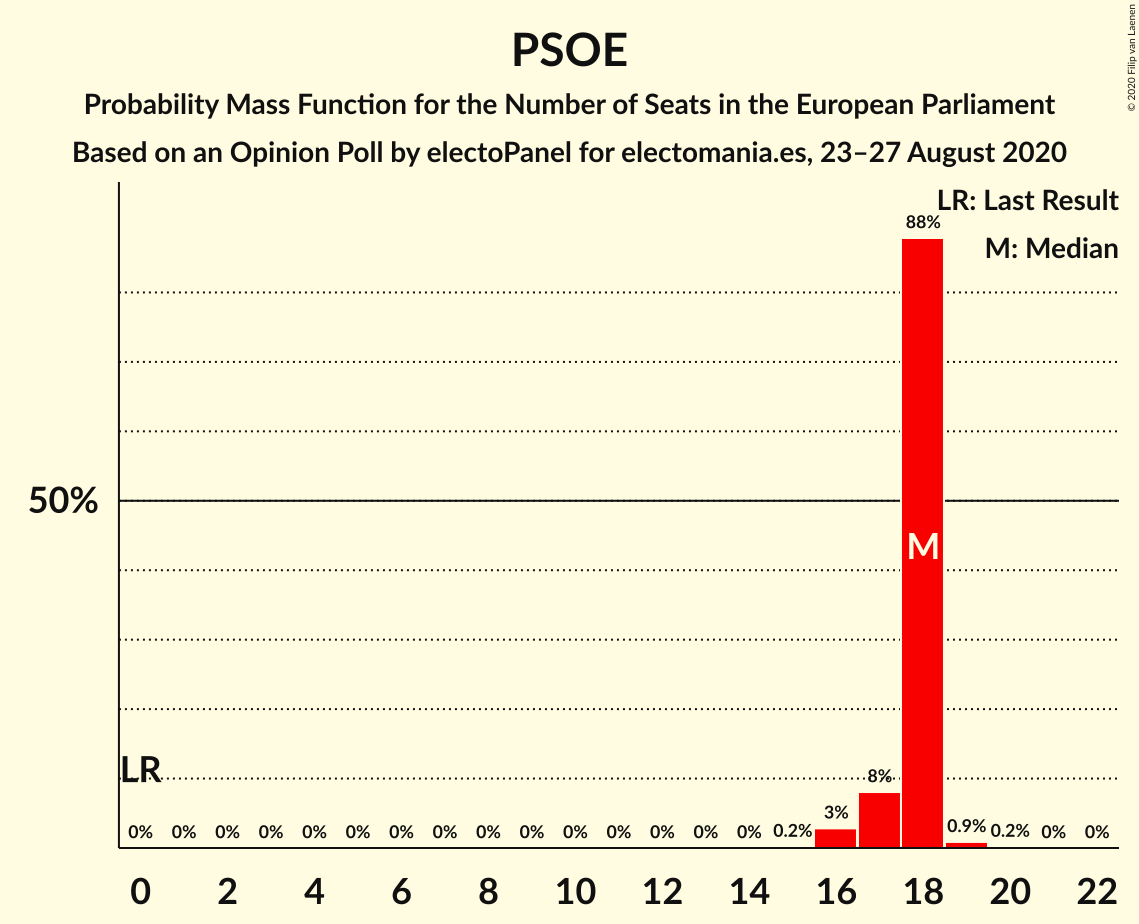 PSOE
Probability Mass Function for the Number of Seats in the European Parliament
Based on an Opinion Poll by electoPanel for electomania.es, 23–27 August 2020
© 2020 Filip van Laenen
LR: Last Result
88%
M: Median
50%
M
LR
0% 0% 0% 0% 0% 0% 0% 0% 0% 0% 0% 0% 0% 0% 0% 0.2% 3% 8% 0.9% 0.2% 0% 0%
0 2 4 6 8 10 12 14 16 18 20 22